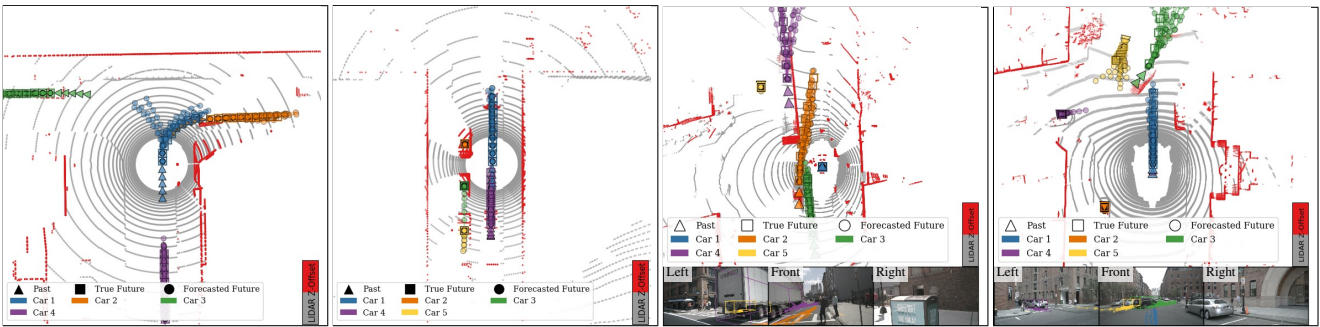 Past True Future Forecasted Future
Car 1 Car 2 Car 3
Car 4
LIDAR Z-Offset
Past True Future Forecasted Future
Car 1 Car 2 Car 3
Car 4 Car 5
LIDAR Z-Offset
Past True Future Forecasted Future
Car 1 Car 2 Car 3
Car 4 Car 5
LIDAR Z-Offset
Left Front Right
Past True Future Forecasted Future
Car 1 Car 2 Car 3
Car 4 Car 5
LIDAR Z-Offset
Left Front Right